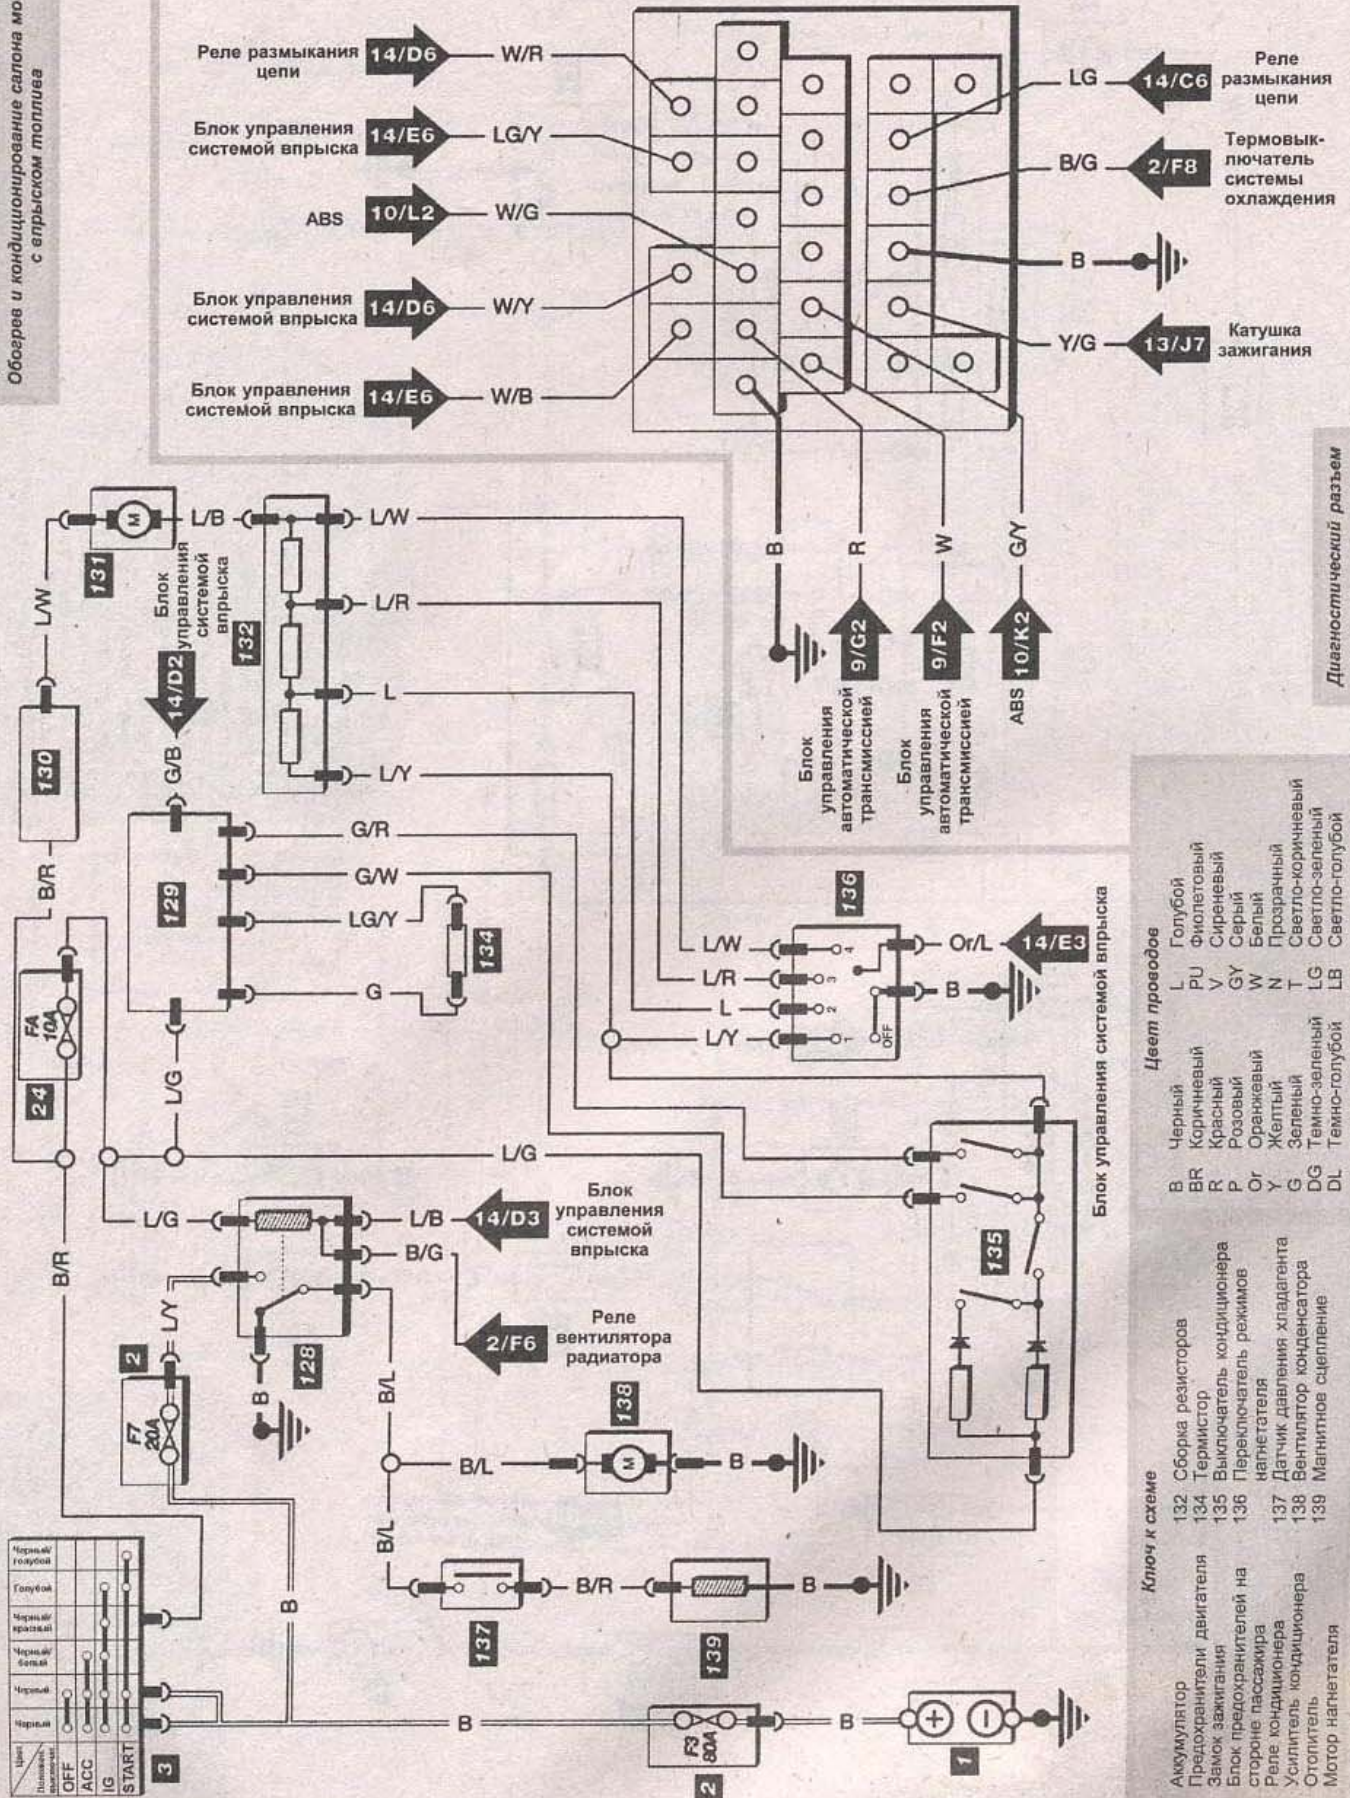 Обогрев и кондиционирование салона
с впрыском топлива
Реле размыкания
цепи
14/D6
W/R
Блок управления
системой впрыска
14/E6
LG/Y
ABS
10/L2
W/G
Блок управления
системой впрыска
14/D6
W/Y
Блок управления
системой впрыска
14/E6
W/B
LG
14/C6
Реле
размыкания
цепи
B/G
2/F8
Термовык-
лючатель
системы
охлаждения
B
Y/G
13/J7
Катушка
зажигания
B
R
W
G/Y
9/G2
9/F2
10/K2
Блок
управления
автоматической
трансмиссией
Блок
управления
автоматической
трансмиссией
ABS
Диагностический разъем
M
131
L/W
L/B
L/W
Блок
управления
системой
впрыска
14/D2
132
L/R
L
L/Y
130
G/B
B/R
129
G/R
G/W
LG/Y
G
134
FA
10A
24
L/G
L/G
136
L/W
L/R
L
L/Y
4
3
2
1
OFF
Or/L
14/E3
B
Блок управления системой впрыска
B/R
L/G
L/B
14/D3
Блок
управления
системой
впрыска
B/G
2/F6
Реле
вентилятора
радиатора
L/Y
2
F7
20A
B
128
B/L
B/L
M
138
B
135
B/L
137
B/R
139
B
B
Цвет
Положение
выключат.
Черный
Черный
Черный/
белый
Черный/
красный
Голубой
Черный/
голубой
OFF
ACC
IG
START
3
B
F3
80A
2
B
1
Ключ к схеме
Аккумулятор
Предохранители двигателя
Замок зажигания
Блок предохранителей на
стороне пассажира
Реле кондиционера
Усилитель кондиционера
Отопитель
Мотор нагнетателя
132 Сборка резисторов
134 Термистор
135 Выключатель кондиционера
136 Переключатель режимов
нагнетателя
137 Датчик давления хладагента
138 Вентилятор конденсатора
139 Магнитное сцепление
Цвет проводов
B Черный
BR Коричневый
R Красный
P Розовый
Or Оранжевый
Y Желтый
G Зеленый
DG Темно-зеленый
DL Темно-голубой
L Голубой
PU Фиолетовый
V Сиреневый
GY Серый
W Белый
N Прозрачный
T Светло-коричневый
LG Светло-зеленый
LB Светло-голубой